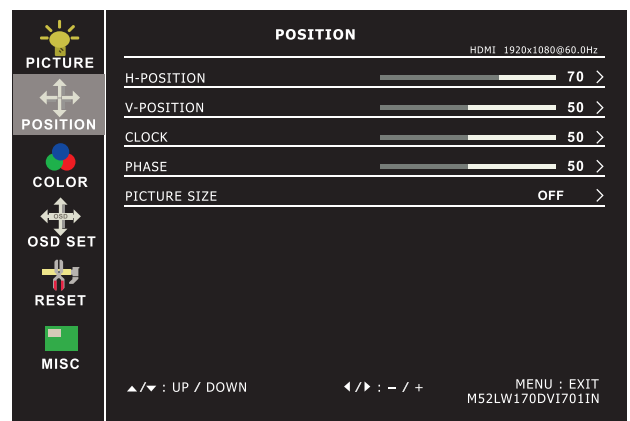 POSITION
HDMI 1920x1080@60.0Hz
PICTURE
H-POSITION 70 >
V-POSITION 50 >
POSITION
CLOCK 50 >
PHASE 50 >
COLOR
PICTURE SIZE OFF >
OSD
OSD SET
RESET
MISC
▲/▼ : UP / DOWN ◀/▶ : – / + MENU : EXIT
M52LW170DVI701IN